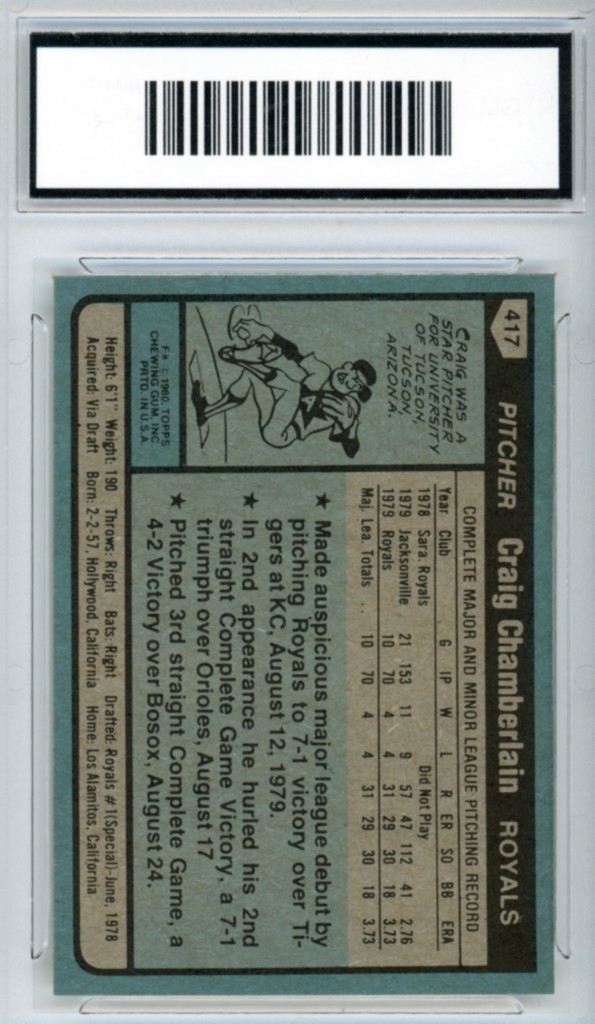 417
PITCHER Craig Chamberlain ROYALS
CRAIG WAS A
STAR PITCHER
FOR UNIVERSITY
OF TUCSON,
TUCSON,
ARIZONA.
F★ © 1980 TOPPS
CHEWING GUM, INC.
PRTD. IN U.S.A.
COMPLETE MAJOR AND MINOR LEAGUE PITCHING RECORD
Year Club G IP W L R ER SO BB ERA
1978 Sara. Royals Did Not Play
1979 Jacksonville 21 153 11 9 57 47 112 41 2.76
1979 Royals 10 70 4 4 31 29 30 18 3.73
Maj. Lea. Totals .. 10 70 4 4 31 29 30 18 3.73
★ Made auspicious major league debut by
pitching Royals to 7-1 victory over Ti-
gers at KC, August 12, 1979.
★ In 2nd appearance he hurled his 2nd
straight Complete Game Victory, a 7-1
triumph over Orioles, August 17
★ Pitched 3rd straight Complete Game, a
4-2 Victory over Bosox, August 24.
Height: 6'1" Weight: 190 Throws: Right Bats: Right Drafted: Royals #1(Special)-June, 1978
Acquired: Via Draft Born: 2-2-57, Hollywood, California Home: Los Alamitos, California